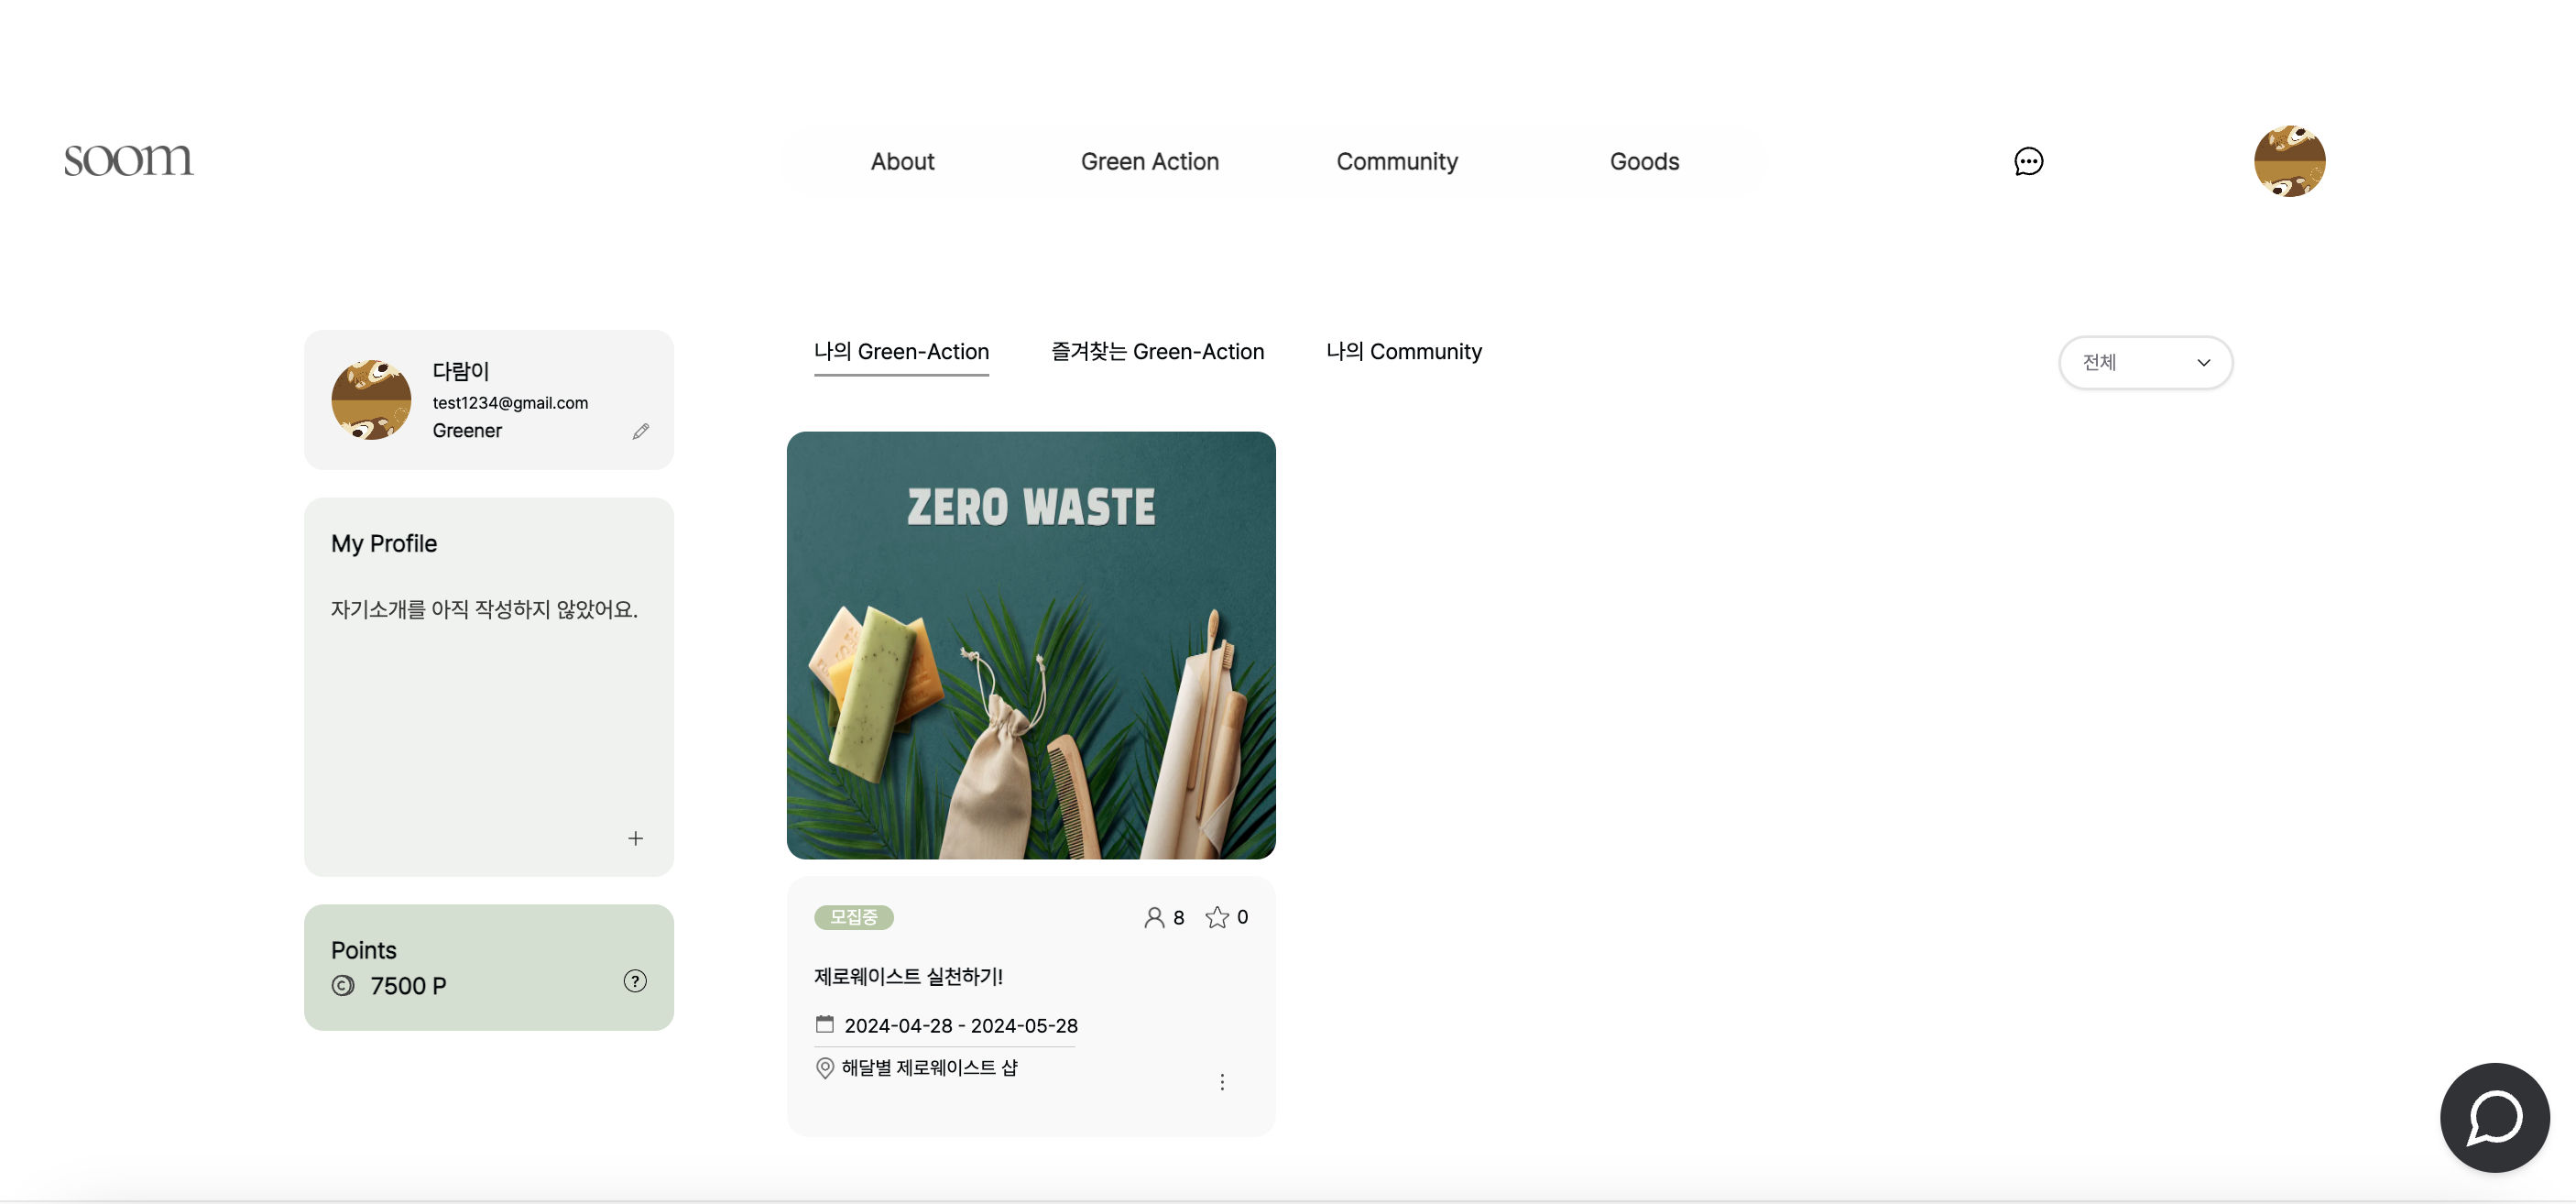 soom
About
Green Action
Community
Goods
다람이
test1234@gmail.com
Greener
My Profile
자기소개를 아직 작성하지 않았어요.
Points
7500 P
?
나의 Green-Action
즐겨찾는 Green-Action
나의 Community
전체
ZERO WASTE
모집중
8
0
제로웨이스트 실천하기!
2024-04-28 - 2024-05-28
해달별 제로웨이스트 샵